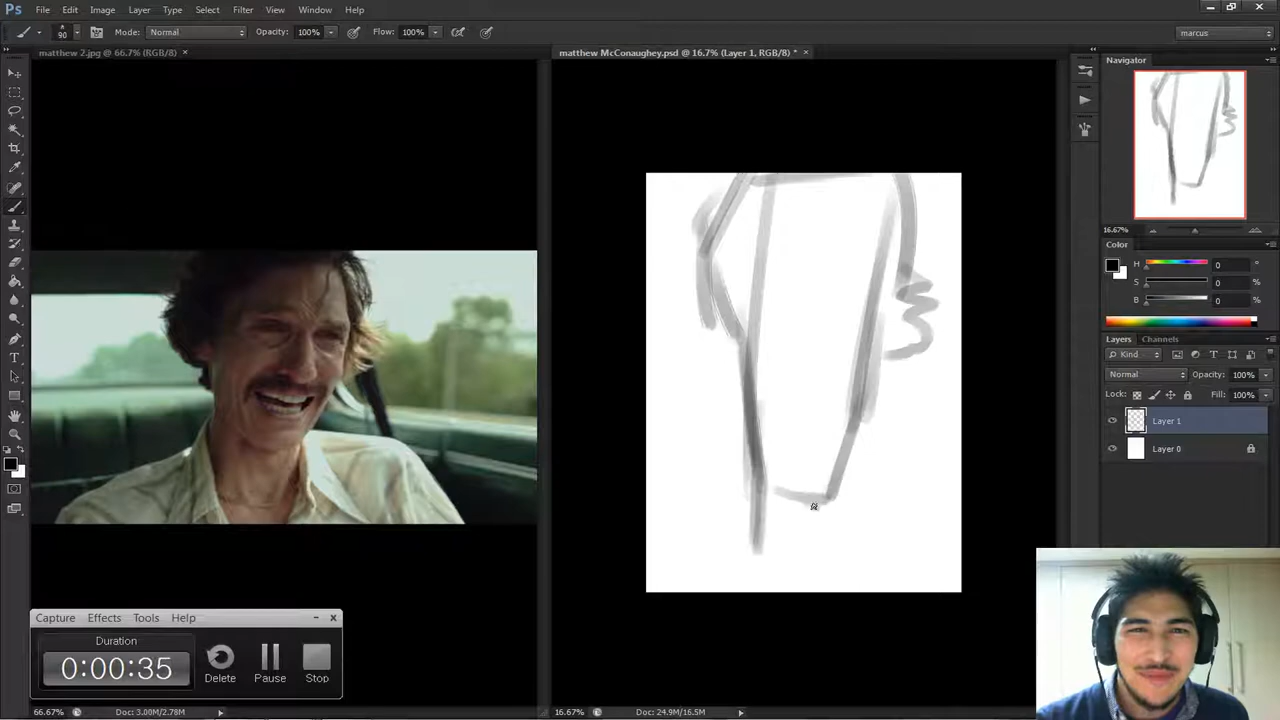 Ps File Edit Image Layer Type Select Filter View Window Help
90 Mode: Normal Opacity: 100% Flow: 100% marcus
matthew 2.jpg @ 66.7% (RGB/8) × matthew McConaughey.psd @ 16.7% (Layer 1, RGB/8) * ×
Navigator
16.67%
Color
H 0 °
S 0 %
B 0 %
Layers Channels
Kind
Normal Opacity: 100%
Lock: Fill: 100%
Layer 1
Layer 0
Capture Effects Tools Help
Duration
0:00:35
Delete Pause Stop
66.67% Doc: 3.00M/2.78M 16.67% Doc: 24.9M/16.5M